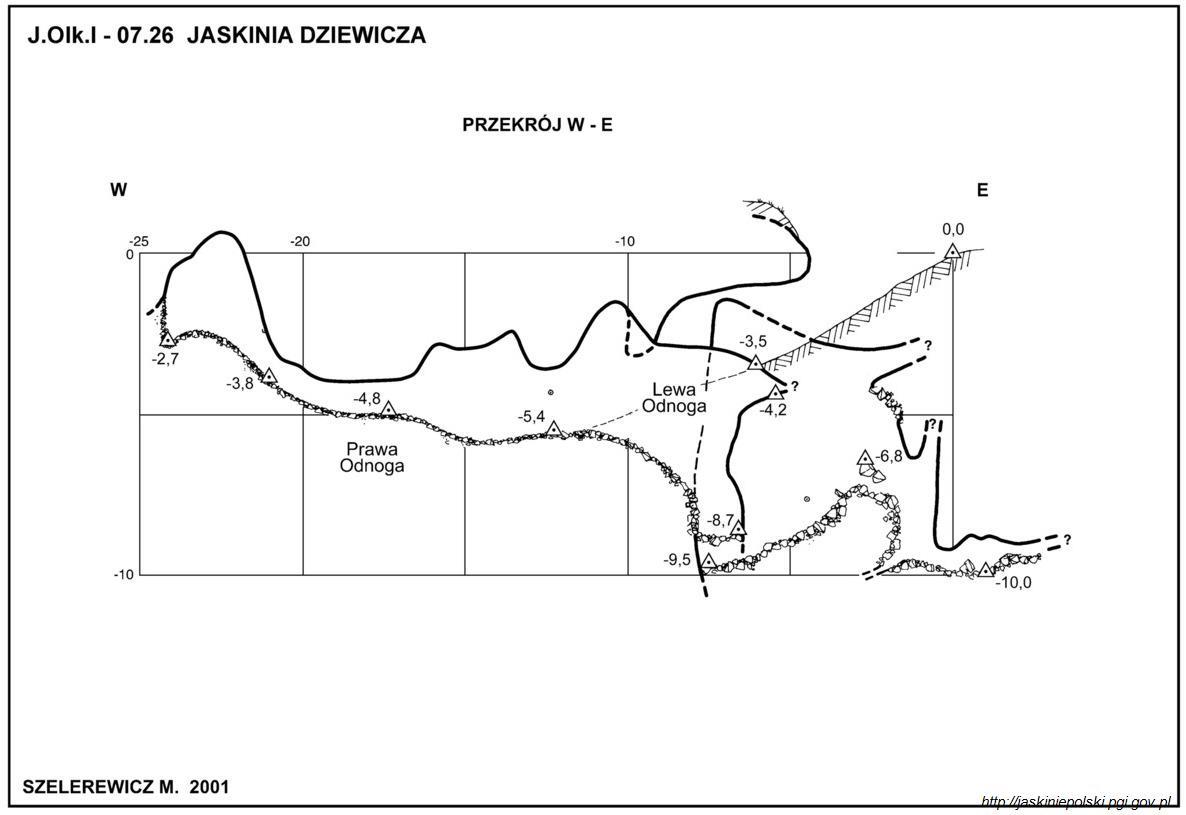 J.Olk.I - 07.26 JASKINIA DZIEWICZA
PRZEKRÓJ W - E
W
E
-25
-20
-10
0,0
0
-3,5
?
-2,7
-3,8
?
-4,8
Lewa
Odnoga
-4,2
-5,4
?
Prawa
Odnoga
-6,8
-8,7
?
-9,5
-10
-10,0
SZELEREWICZ M. 2001
http://jaskiniepolski.pgi.gov.pl